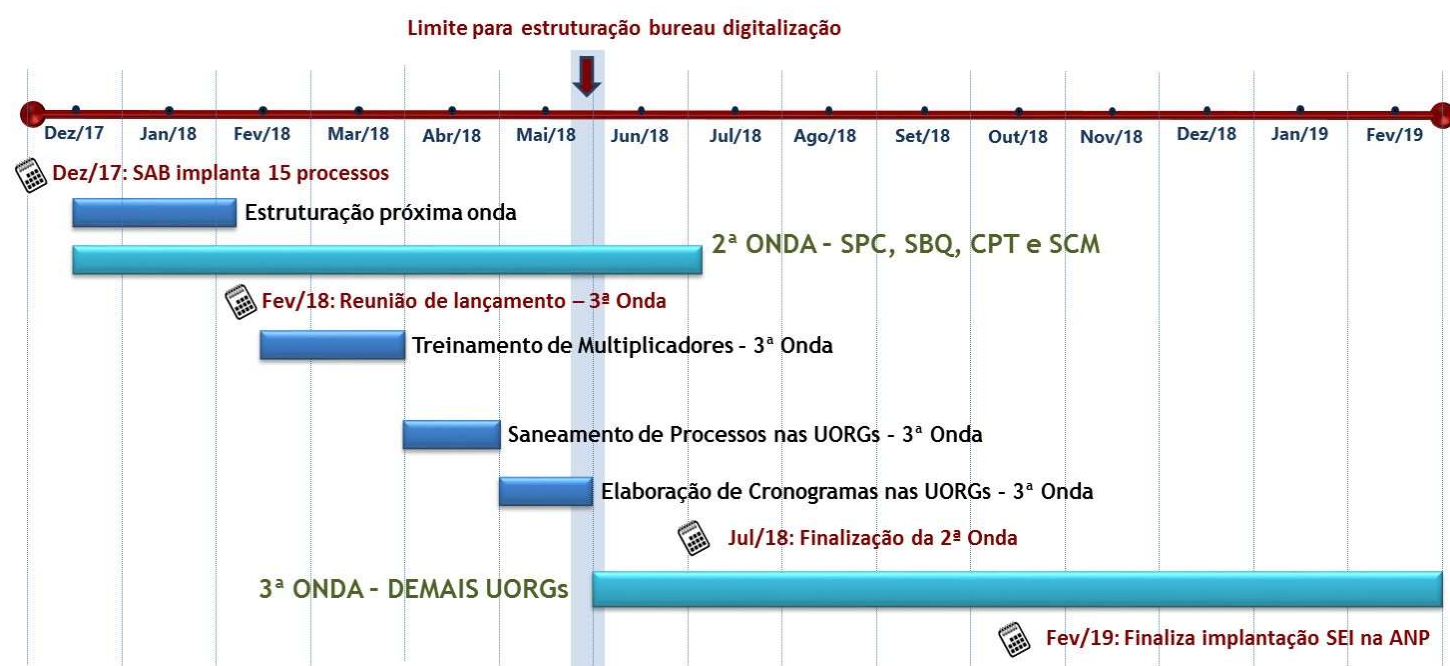 Limite para estruturação bureau digitalização
Dez/17 Jan/18 Fev/18 Mar/18 Abr/18 Mai/18 Jun/18 Jul/18 Ago/18 Set/18 Out/18 Nov/18 Dez/18 Jan/19 Fev/19
Dez/17: SAB implanta 15 processos
Estruturação próxima onda
2ª ONDA - SPC, SBQ, CPT e SCM
Fev/18: Reunião de lançamento – 3ª Onda
Treinamento de Multiplicadores - 3ª Onda
Saneamento de Processos nas UORGs - 3ª Onda
Elaboração de Cronogramas nas UORGs - 3ª Onda
Jul/18: Finalização da 2ª Onda
3ª ONDA - DEMAIS UORGs
Fev/19: Finaliza implantação SEI na ANP